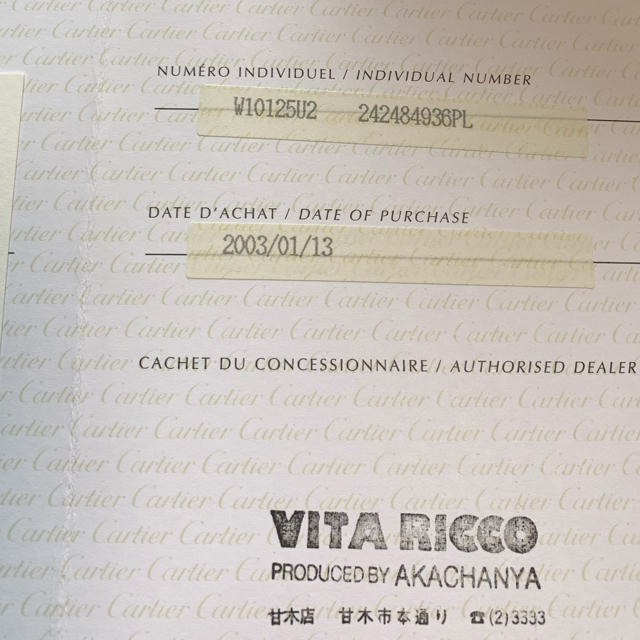 NUMÉRO INDIVIDUEL / INDIVIDUAL NUMBER
W10125U2 242484936PL
DATE D'ACHAT / DATE OF PURCHASE
2003/01/13
CACHET DU CONCESSIONNAIRE / AUTHORISED DEALER
VITA RICCO
PRODUCED BY AKACHANYA
甘木店 甘木市本通り ☎(2)3333